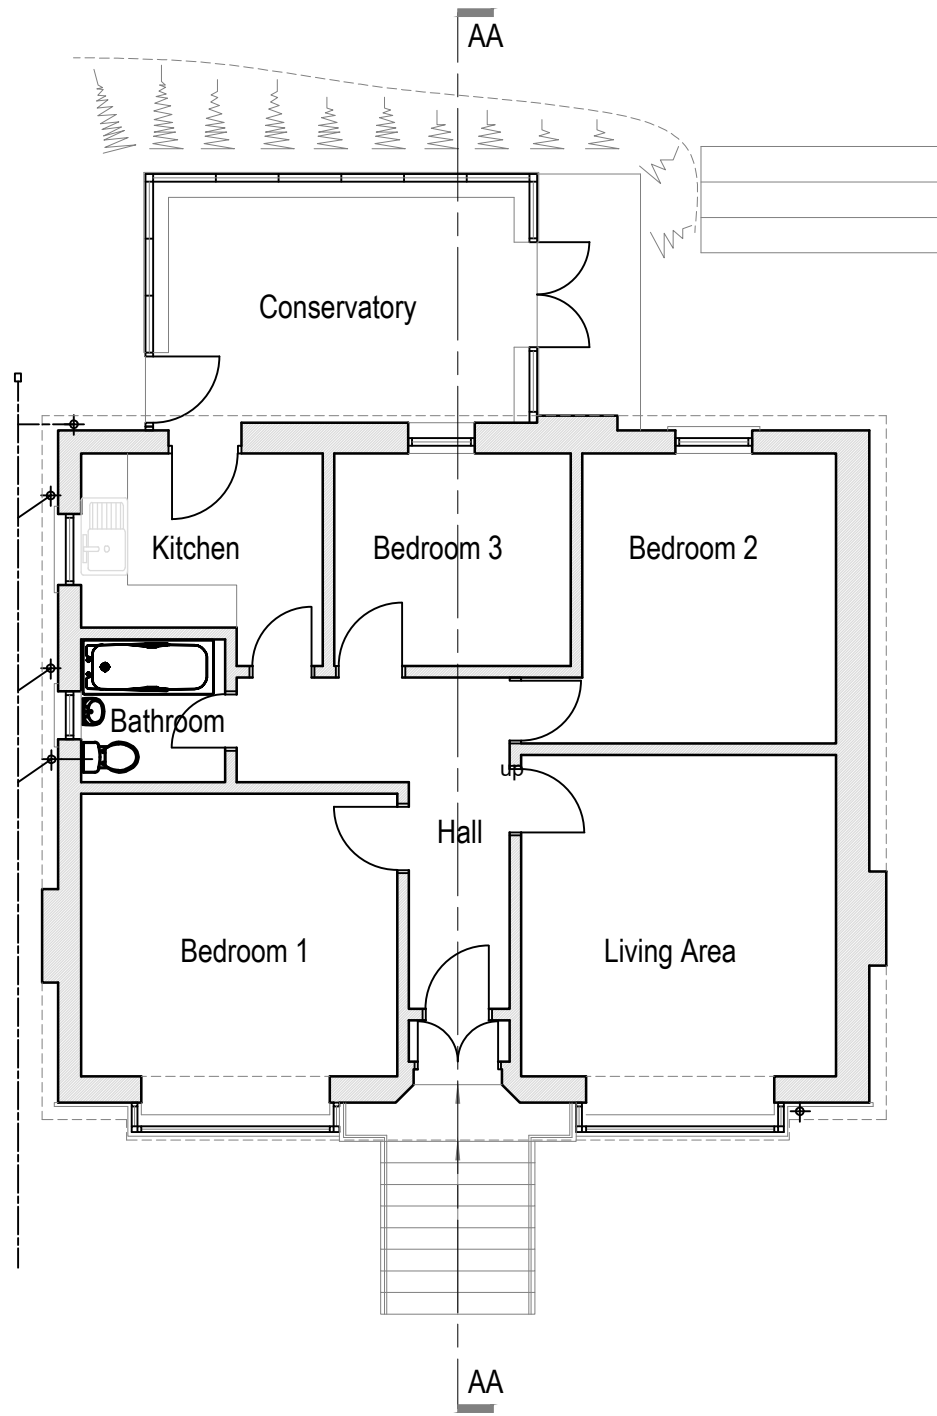 AA
Conservatory
Kitchen
Bedroom 3
Bedroom 2
Bathroom
up
Hall
Bedroom 1
Living Area
AA